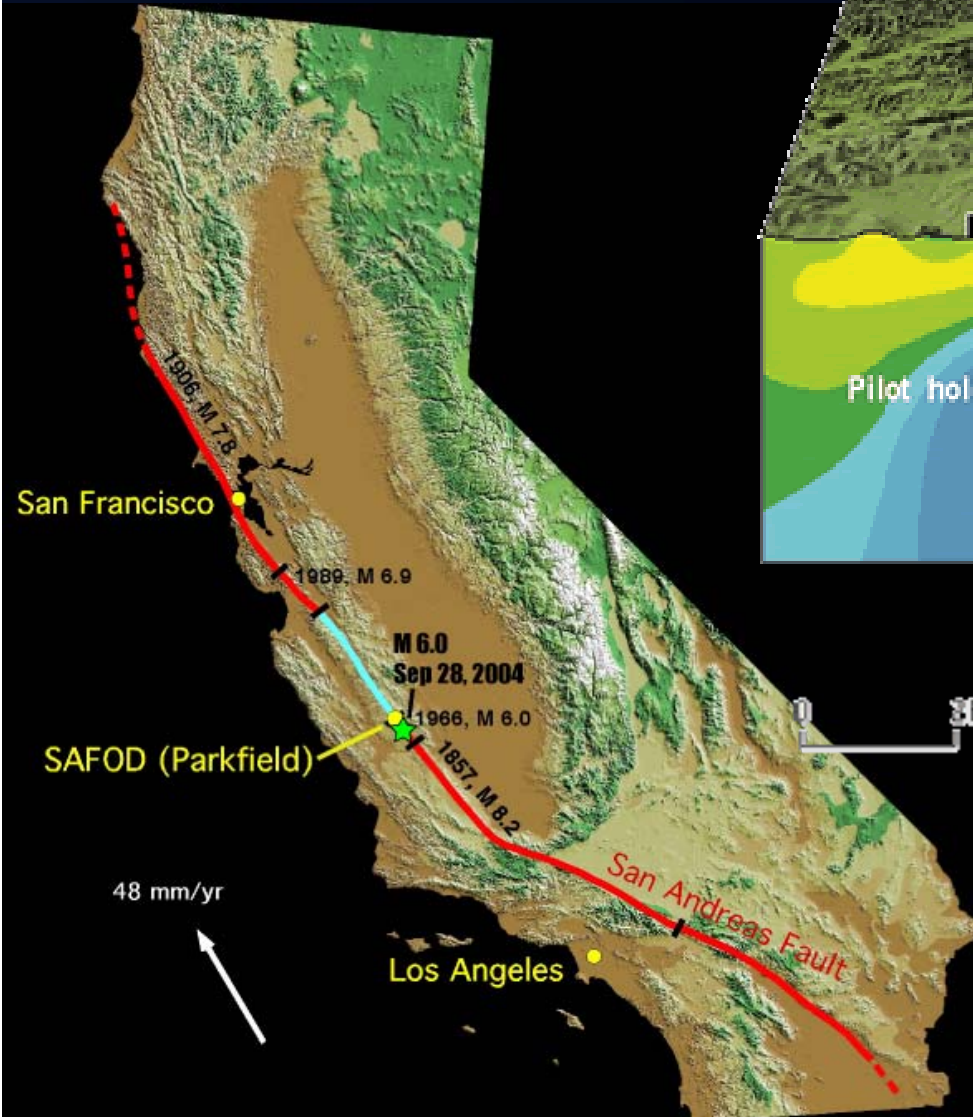 1906, M 7.8
San Francisco
1989, M 6.9
M 6.0
Sep 28, 2004
1966, M 6.0
SAFOD (Parkfield)
1857, M 8.2
San Andreas Fault
48 mm/yr
Los Angeles
Pilot hol
0